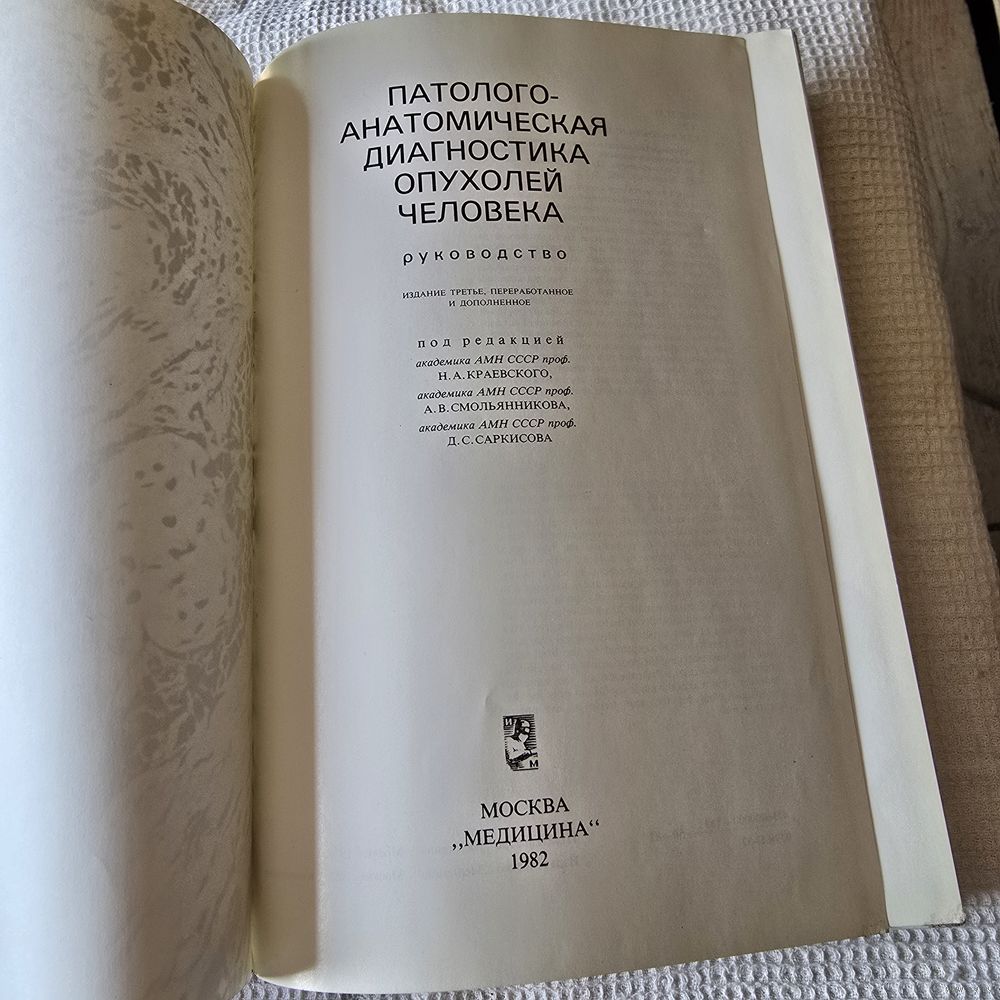 ПАТОЛОГО-
АНАТОМИЧЕСКАЯ
ДИАГНОСТИКА
ОПУХОЛЕЙ
ЧЕЛОВЕКА
руководство
ИЗДАНИЕ ТРЕТЬЕ, ПЕРЕРАБОТАННОЕ
И ДОПОЛНЕННОЕ
под редакцией
академика АМН СССР проф.
Н. А. КРАЕВСКОГО,
академика АМН СССР проф.
А. В. СМОЛЬЯННИКОВА,
академика АМН СССР проф.
Д. С. САРКИСОВА
И
М
МОСКВА
„МЕДИЦИНА“
1982